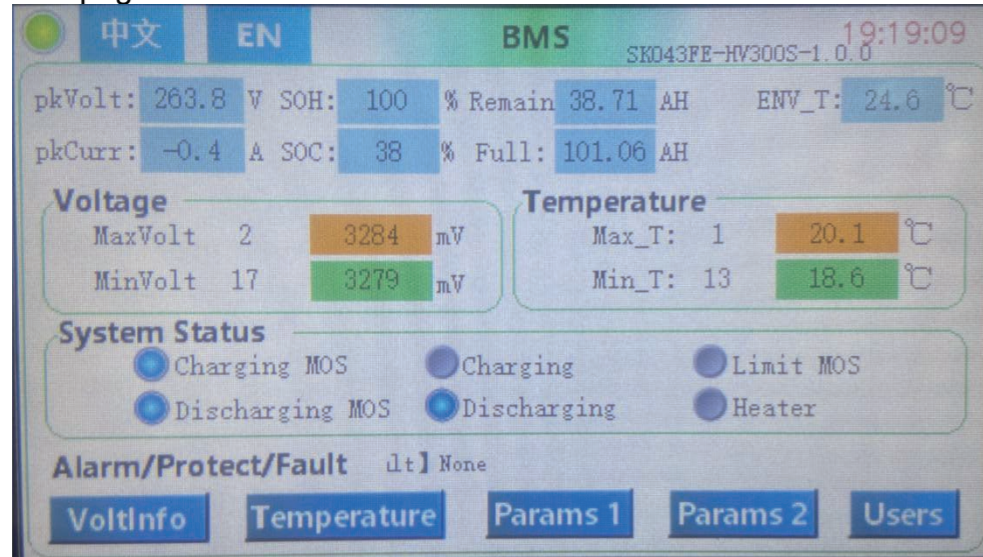 中文 EN BMS 19:19:09
SK043FE-HV300S-1.0.0
pkVolt: 263.8 V SOH: 100 % Remain 38.71 AH ENV_T: 24.6 ℃
pkCurr: -0.4 A SOC: 38 % Full: 101.06 AH
Voltage Temperature
MaxVolt 2 3284 mV Max_T: 1 20.1 ℃
MinVolt 17 3279 mV Min_T: 13 18.6 ℃
System Status
Charging MOS Charging Limit MOS
Discharging MOS Discharging Heater
Alarm/Protect/Fault ult】None
VoltInfo Temperature Params 1 Params 2 Users